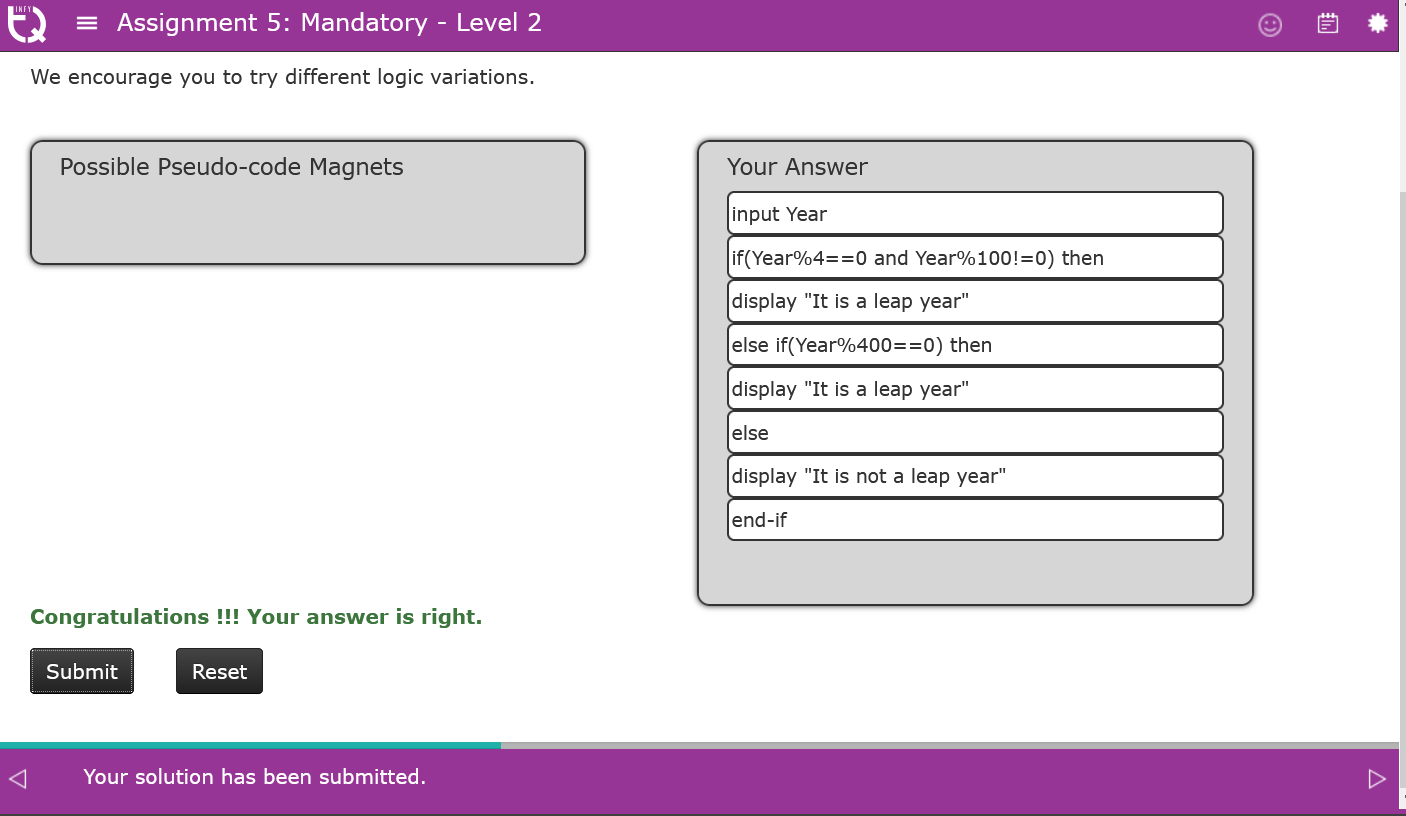 INFY
TQ
Assignment 5: Mandatory - Level 2
We encourage you to try different logic variations.
Possible Pseudo-code Magnets
Your Answer
input Year
if(Year%4==0 and Year%100!=0) then
display "It is a leap year"
else if(Year%400==0) then
display "It is a leap year"
else
display "It is not a leap year"
end-if
Congratulations !!! Your answer is right.
Submit
Reset
Your solution has been submitted.